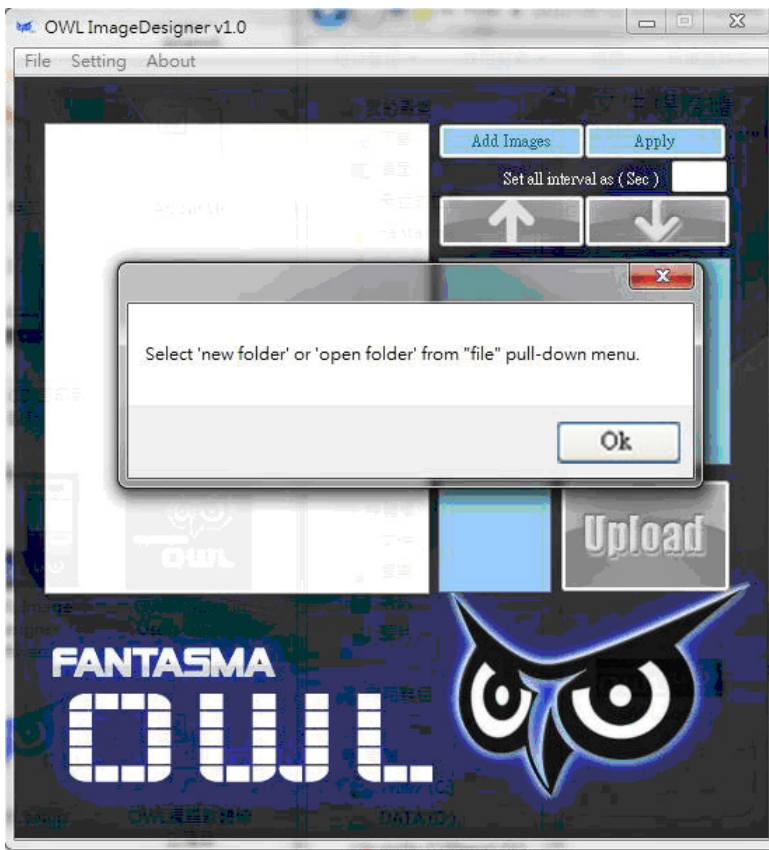 OWL ImageDesigner v1.0
File Setting About
Add Images Apply
Set all interval as ( Sec )
Select 'new folder' or 'open folder' from "file" pull-down menu.
Ok
Upload
FANTASMA
OWL